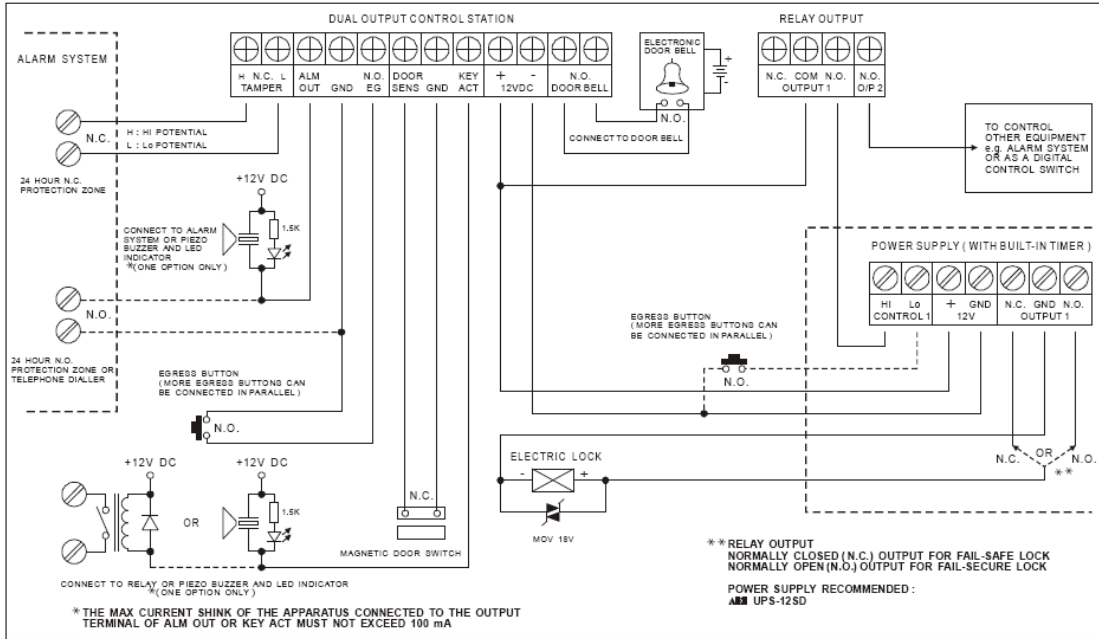 DUAL OUTPUT CONTROL STATION
RELAY OUTPUT
ALARM SYSTEM
H N.C. L
TAMPER
ALM
OUT
GND
N.O.
EG
DOOR
SENS
GND
KEY
ACT
+ -
12VDC
N.O.
DOOR BELL
ELECTRONIC
DOOR BELL
+
-
N.O.
CONNECT TO DOOR BELL
N.C. COM N.O.
OUTPUT 1
N.O.
O/P 2
TO CONTROL
OTHER EQUIPMENT
e.g. ALARM SYSTEM
OR AS A DIGITAL
CONTROL SWITCH
N.C.
H : Hi POTENTIAL
L : Lo POTENTIAL
24 HOUR N.C.
PROTECTION ZONE
+12V DC
1.5K
CONNECT TO ALARM
SYSTEM OR PIEZO
BUZZER AND LED
INDICATOR
*(ONE OPTION ONLY)
N.O.
24 HOUR N.O.
PROTECTION ZONE OR
TELEPHONE DIALLER
POWER SUPPLY ( WITH BUILT-IN TIMER )
HI Lo
CONTROL 1
+ GND
12V
N.C. GND N.O.
OUTPUT 1
EGRESS BUTTON
(MORE EGRESS BUTTONS CAN
BE CONNECTED IN PARALLEL)
N.O.
EGRESS BUTTON
(MORE EGRESS BUTTONS CAN
BE CONNECTED IN PARALLEL)
N.O.
N.C. OR N.O.
**
ELECTRIC LOCK
- +
MOV 18V
+12V DC
OR
+12V DC
1.5K
N.C.
MAGNETIC DOOR SWITCH
CONNECT TO RELAY OR PIEZO BUZZER AND LED INDICATOR
*(ONE OPTION ONLY)
* THE MAX CURRENT SHINK OF THE APPARATUS CONNECTED TO THE OUTPUT
TERMINAL OF ALM OUT OR KEY ACT MUST NOT EXCEED 100 mA
** RELAY OUTPUT
NORMALLY CLOSED ( N.C.) OUTPUT FOR FAIL-SAFE LOCK
NORMALLY OPEN (N.O.) OUTPUT FOR FAIL-SECURE LOCK
POWER SUPPLY RECOMMENDED :
UPS-12SD